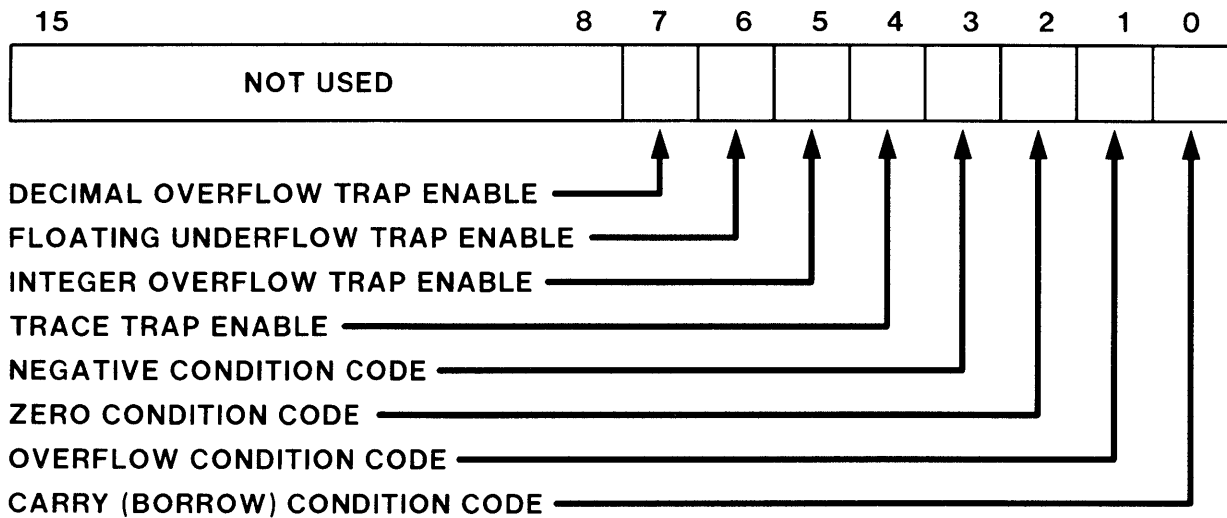 15 8 7 6 5 4 3 2 1 0
NOT USED
DECIMAL OVERFLOW TRAP ENABLE
FLOATING UNDERFLOW TRAP ENABLE
INTEGER OVERFLOW TRAP ENABLE
TRACE TRAP ENABLE
NEGATIVE CONDITION CODE
ZERO CONDITION CODE
OVERFLOW CONDITION CODE
CARRY (BORROW) CONDITION CODE